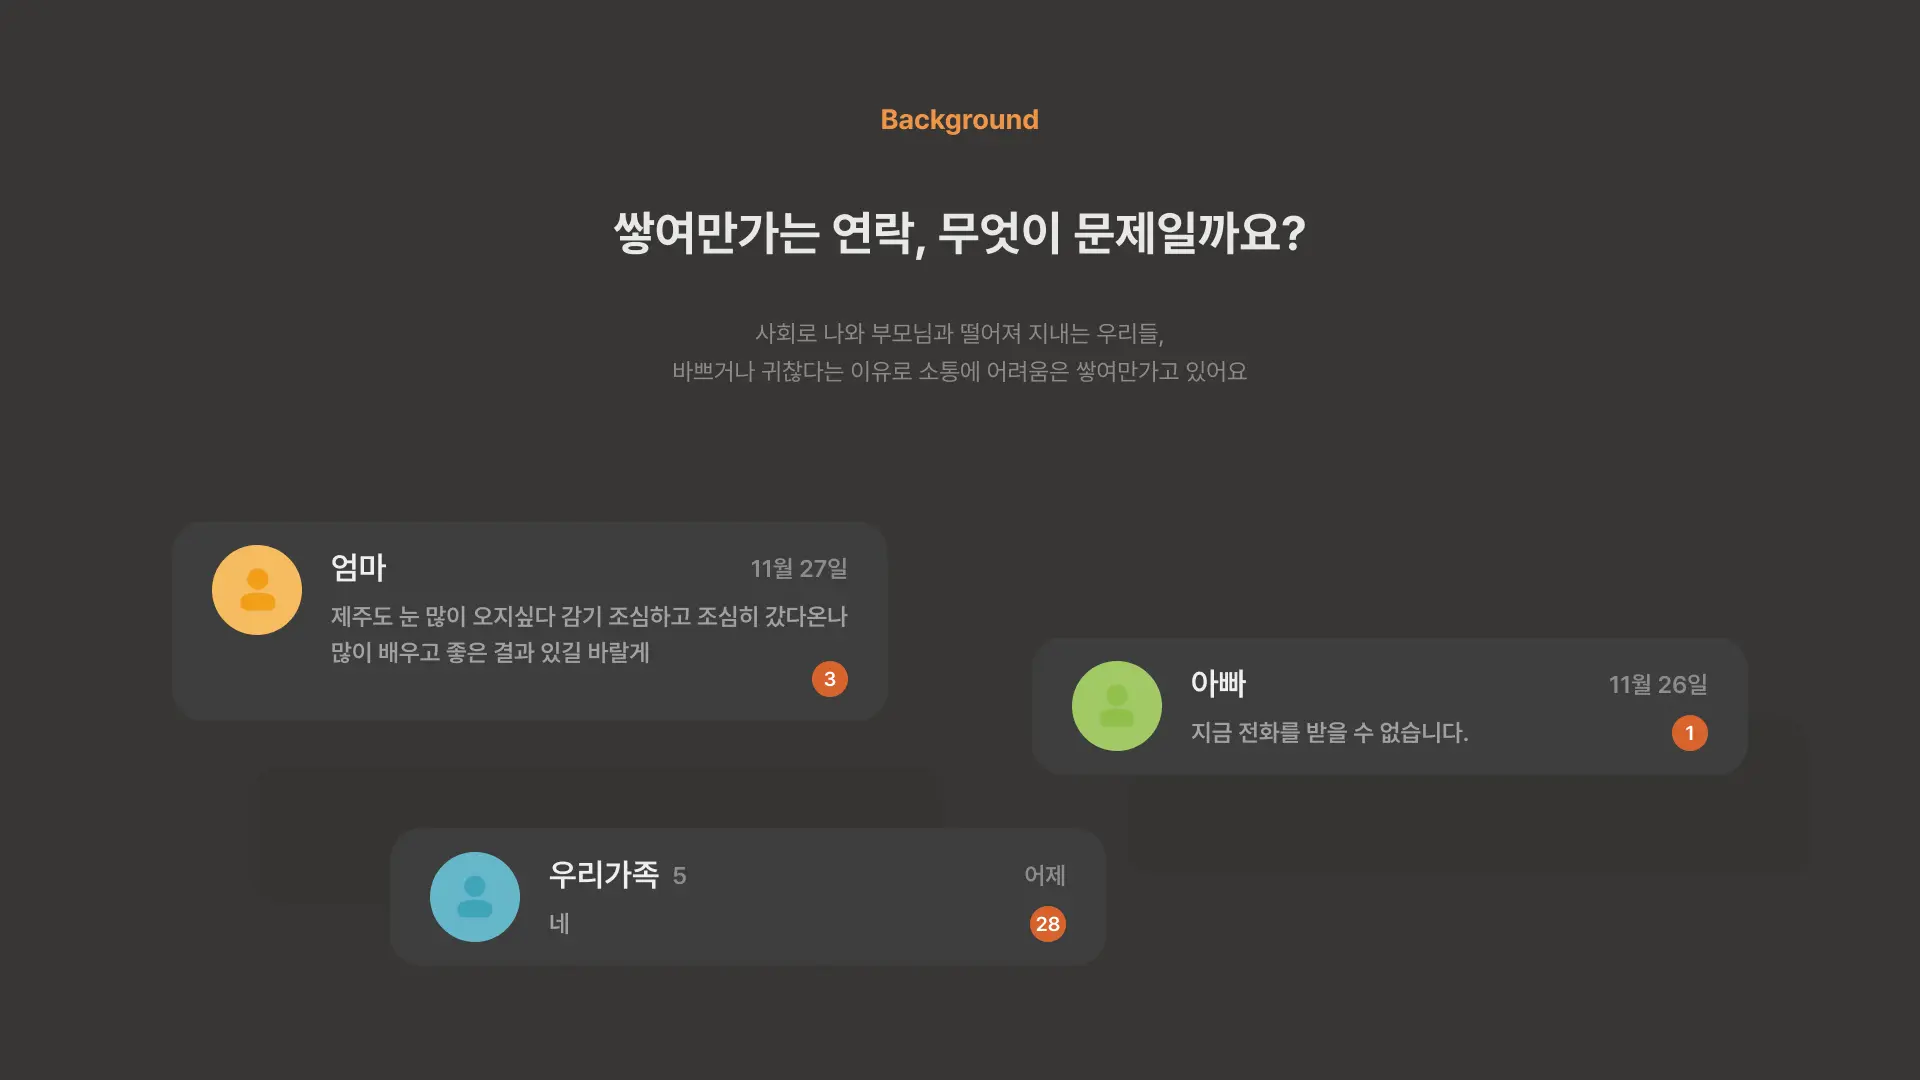 Background
쌓여만가는 연락, 무엇이 문제일까요?
사회로 나와 부모님과 떨어져 지내는 우리들,
바쁘거나 귀찮다는 이유로 소통에 어려움은 쌓여만가고 있어요
엄마
11월 27일
제주도 눈 많이 오지싶다 감기 조심하고 조심히 갔다온나
많이 배우고 좋은 결과 있길 바랄게
3
아빠
11월 26일
지금 전화를 받을 수 없습니다.
1
우리가족 5
어제
네
28